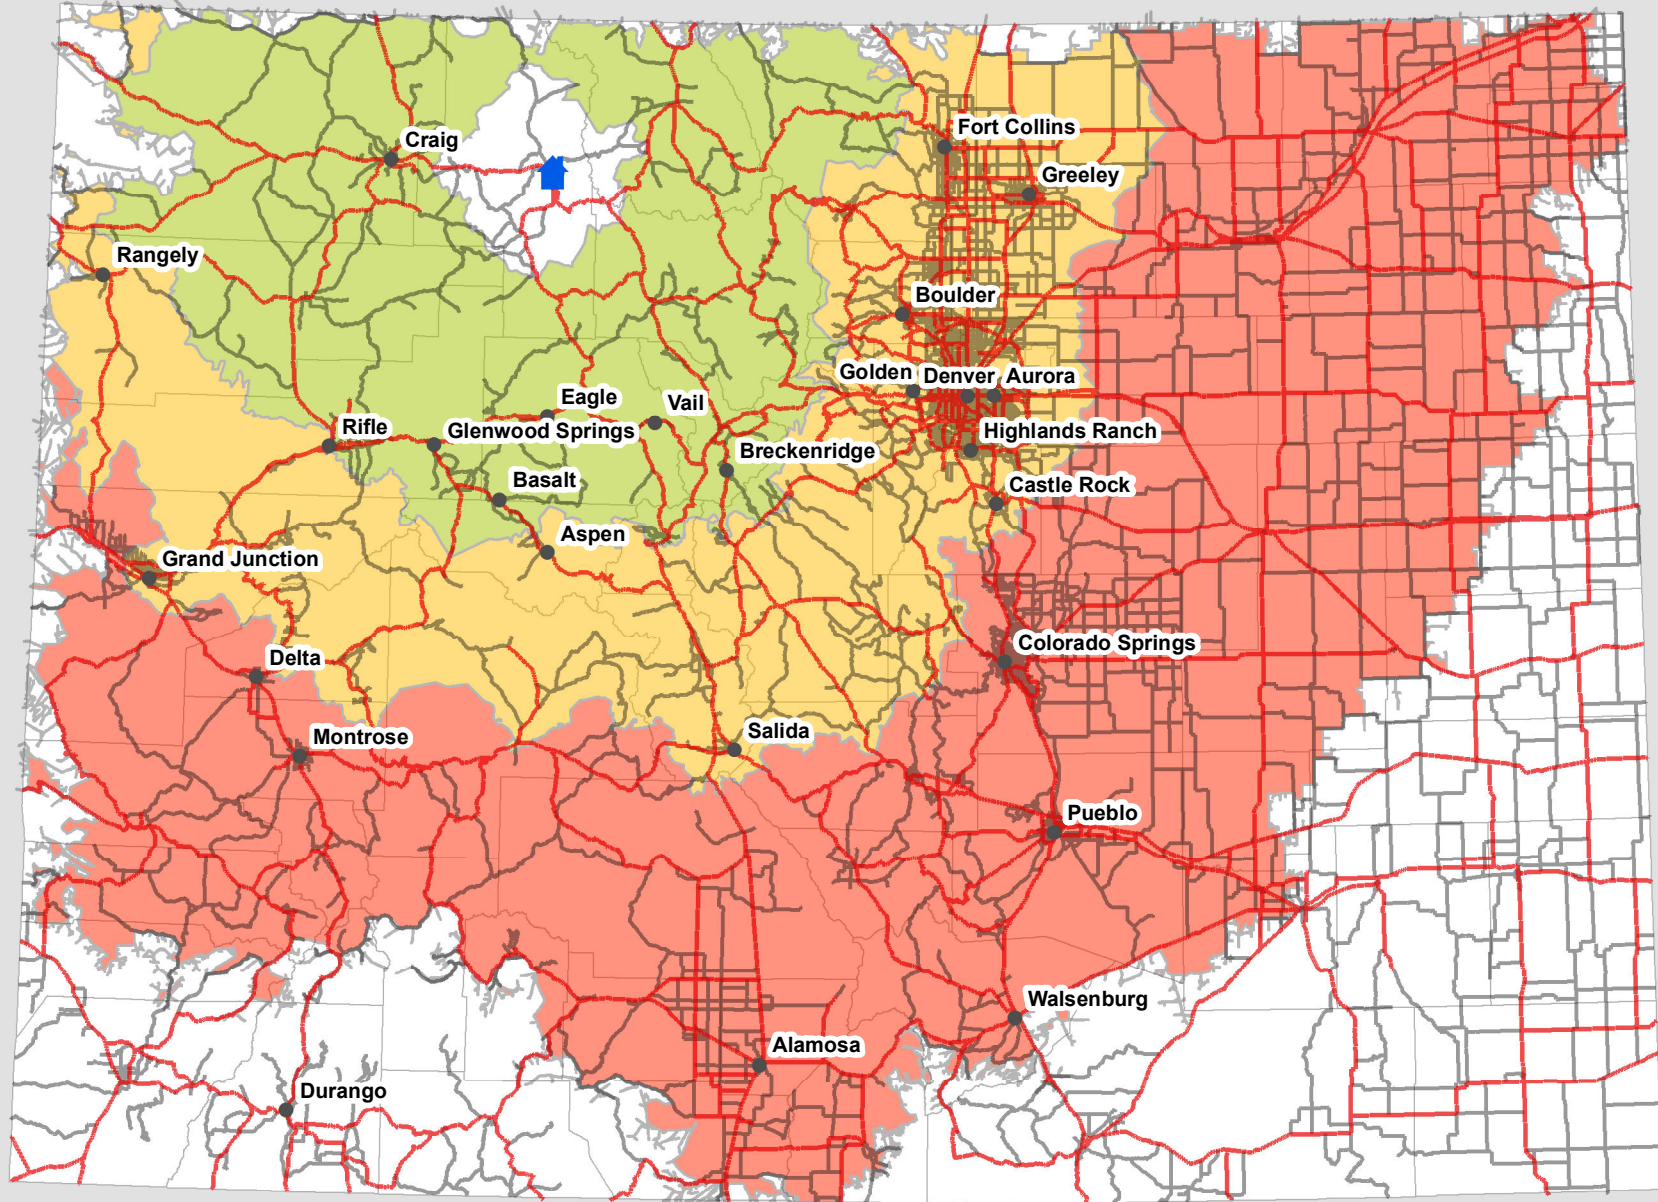 Fort Collins
Craig
Greeley
Rangely
Boulder
Golden
Denver
Aurora
Eagle
Vail
Rifle
Glenwood Springs
Highlands Ranch
Breckenridge
Basalt
Castle Rock
Aspen
Grand Junction
Colorado Springs
Delta
Salida
Montrose
Pueblo
Walsenburg
Alamosa
Durango